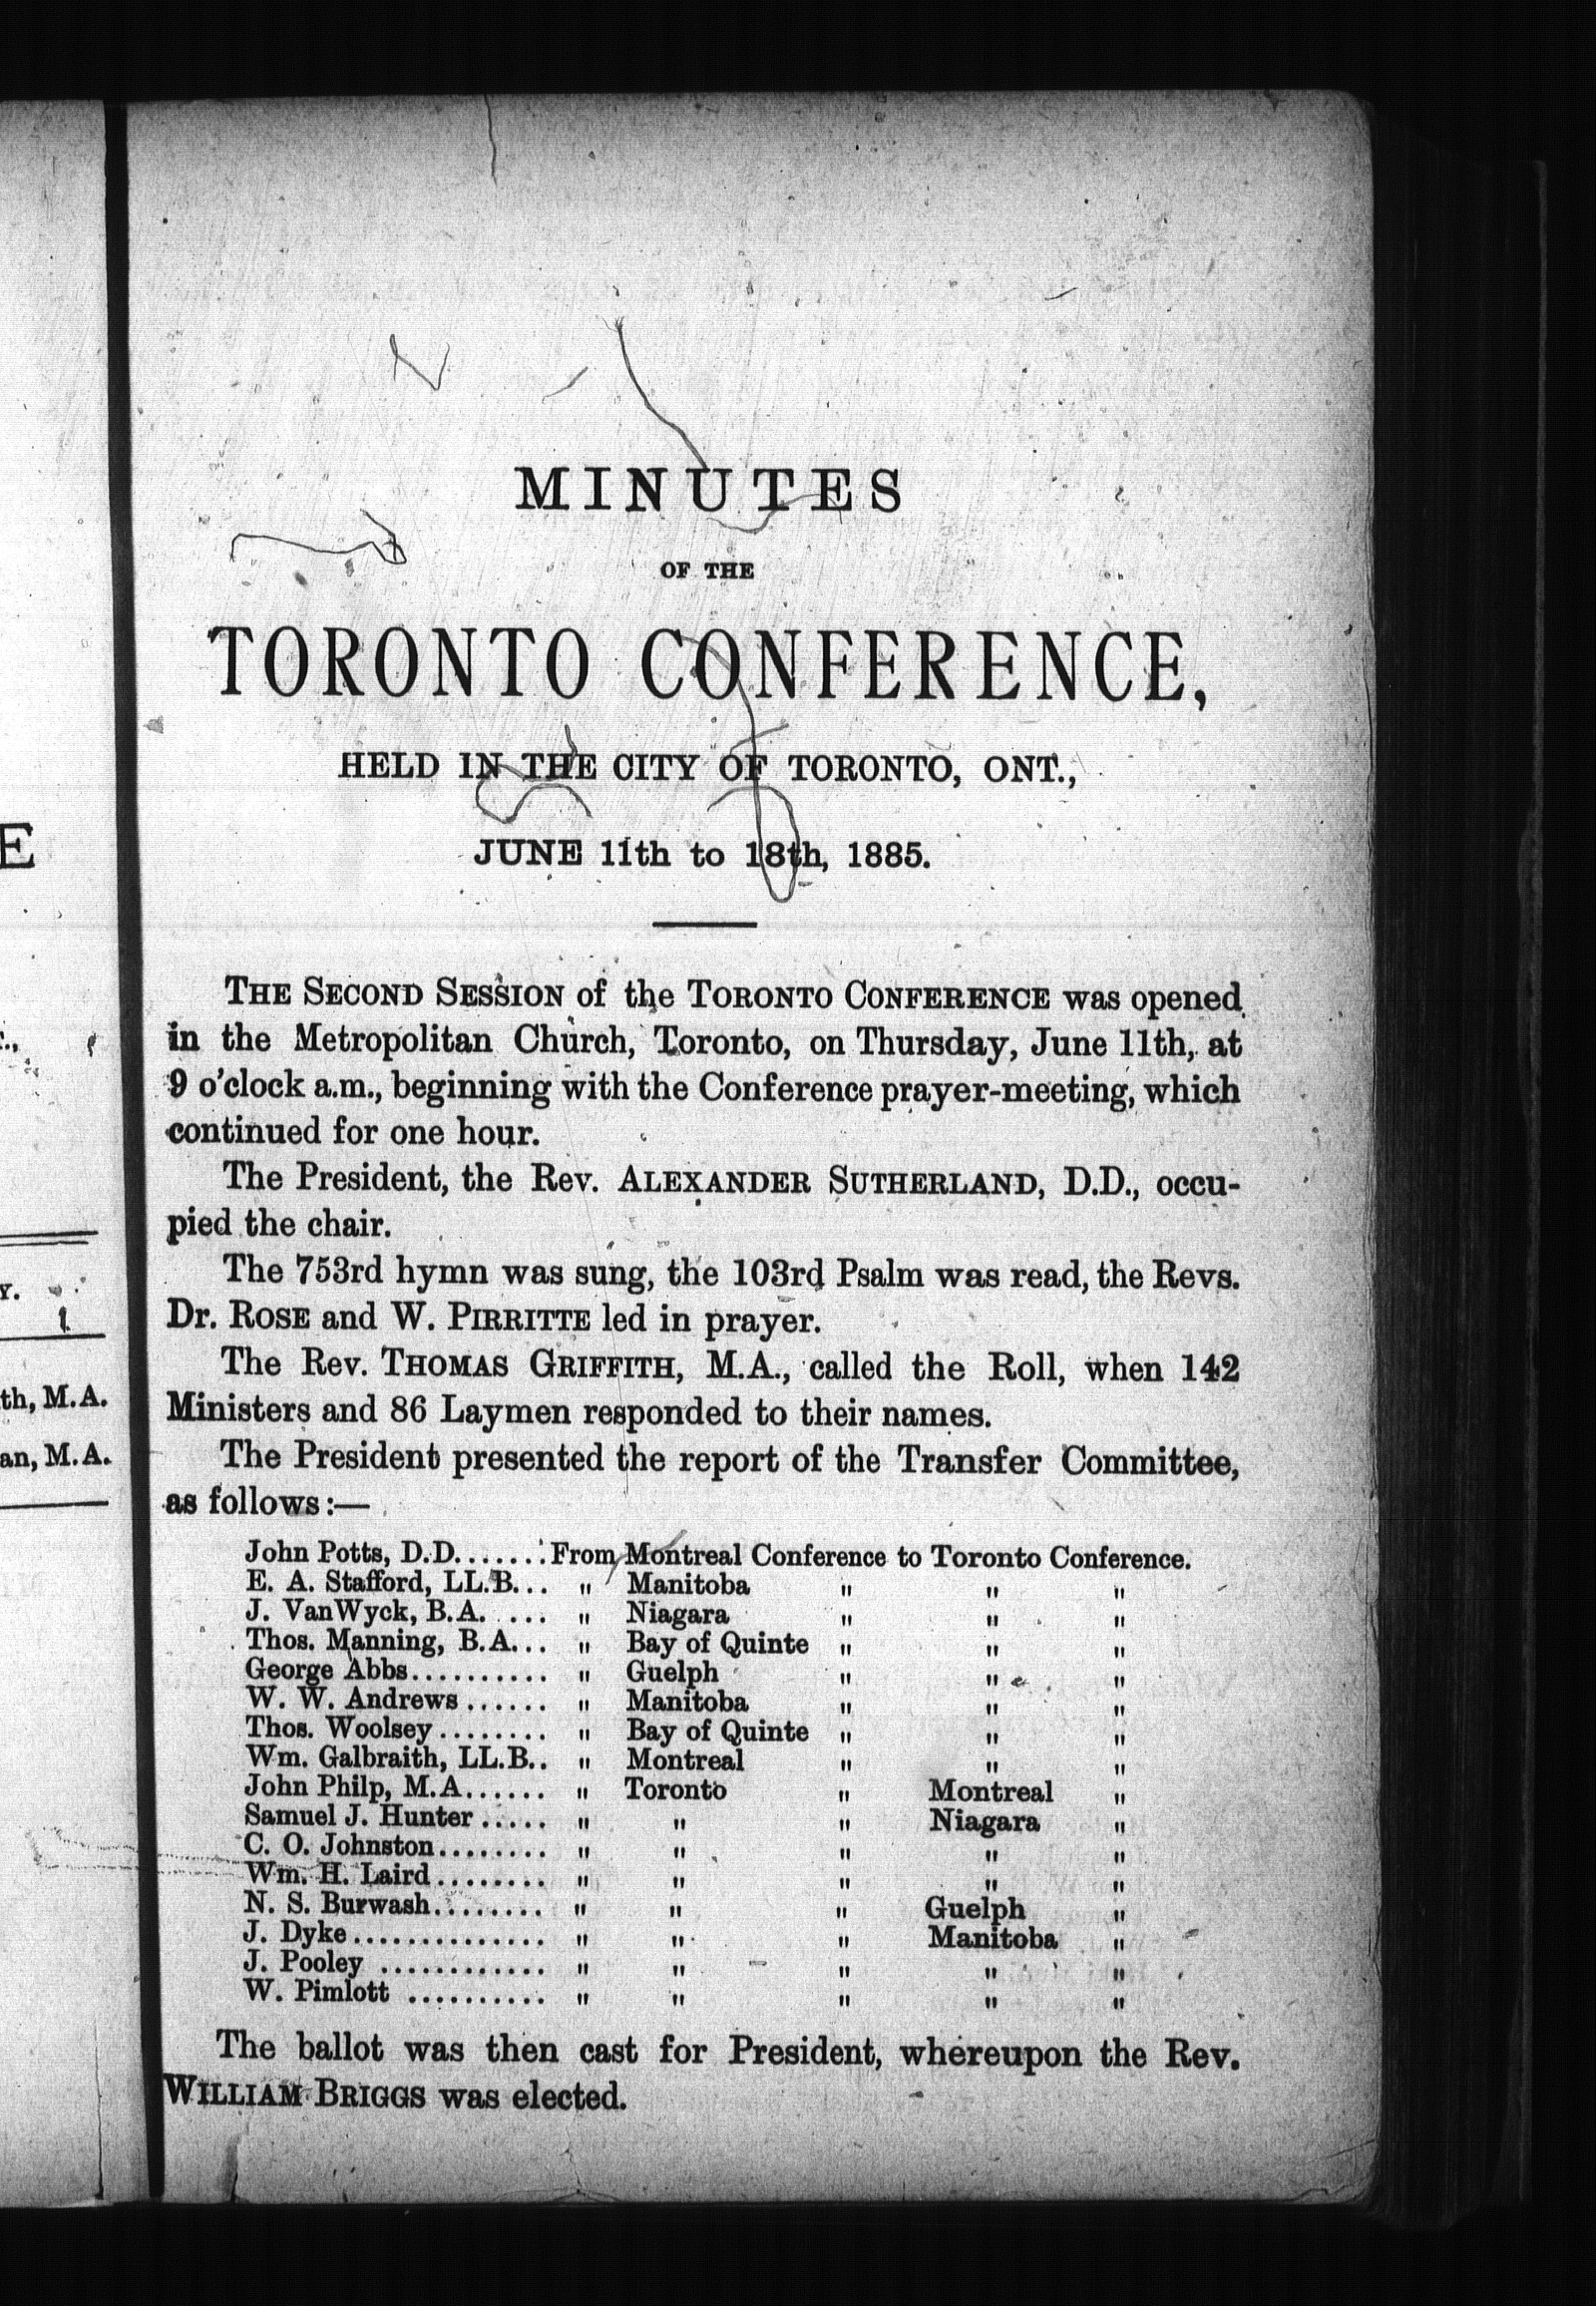 E
Y.
th, M.A.
an, M.A.
MINUTES
OF THE
TORONTO CONFERENCE,
HELD IN THE CITY OF TORONTO, ONT.,
JUNE 11th to 18th, 1885.
THE SECOND SESSION of the TORONTO CONFERENCE was opened
in the Metropolitan Church, Toronto, on Thursday, June 11th, at
9 o'clock a.m., beginning with the Conference prayer-meeting, which
continued for one hour.
The President, the Rev. ALEXANDER SUTHERLAND, D.D., occu-
pied the chair.
The 753rd hymn was sung, the 103rd Psalm was read, the Revs.
Dr. ROSE and W. PIRRITTE led in prayer.
The Rev. THOMAS GRIFFITH, M.A., called the Roll, when 142
Ministers and 86 Laymen responded to their names.
The President presented the report of the Transfer Committee,
as follows:—
John Potts, D.D....... From Montreal Conference to Toronto Conference.
E. A. Stafford, LL.B... " Manitoba " " "
J. VanWyck, B.A. .... " Niagara " " "
Thos. Manning, B.A... " Bay of Quinte " " "
George Abbs.......... " Guelph " " "
W. W. Andrews ...... " Manitoba " " "
Thos. Woolsey ........ " Bay of Quinte " " "
Wm. Galbraith, LL.B.. " Montreal " " "
John Philp, M.A...... " Toronto " Montreal "
Samuel J. Hunter ..... " " " Niagara "
C. O. Johnston........ " " " " "
Wm. H. Laird........ " " " " "
N. S. Burwash........ " " " Guelph "
J. Dyke.............. " " " Manitoba "
J. Pooley ............ " " " " "
W. Pimlott .......... " " " " "
The ballot was then cast for President, whereupon the Rev.
WILLIAM BRIGGS was elected.